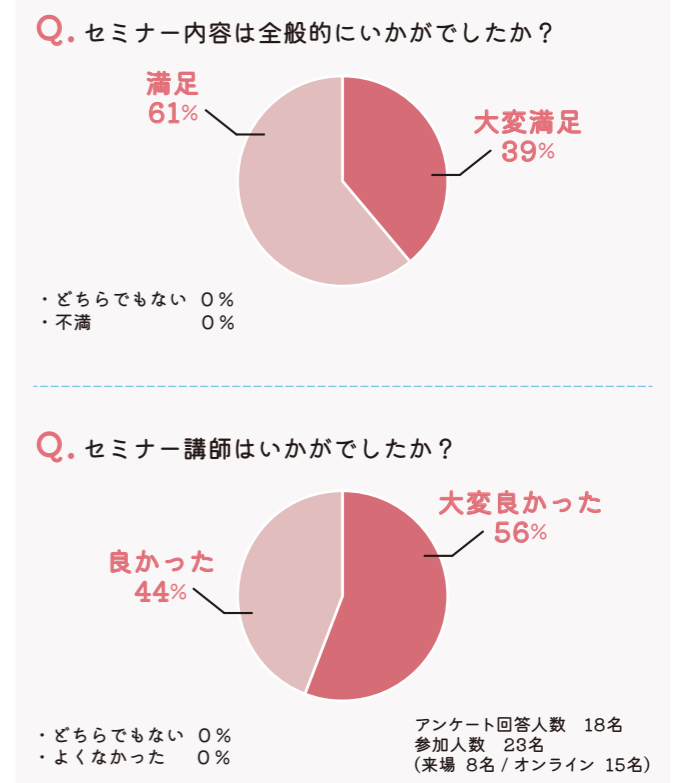 Q. セミナー内容は全般的にいかがでしたか？
満足
61%
大変満足
39%
・どちらでもない 0%
・不満 0%
Q. セミナー講師はいかがでしたか？
大変良かった
56%
良かった
44%
・どちらでもない 0%
・よくなかった 0%
アンケート回答人数 18名
参加人数 23名
(来場 8名 / オンライン 15名)